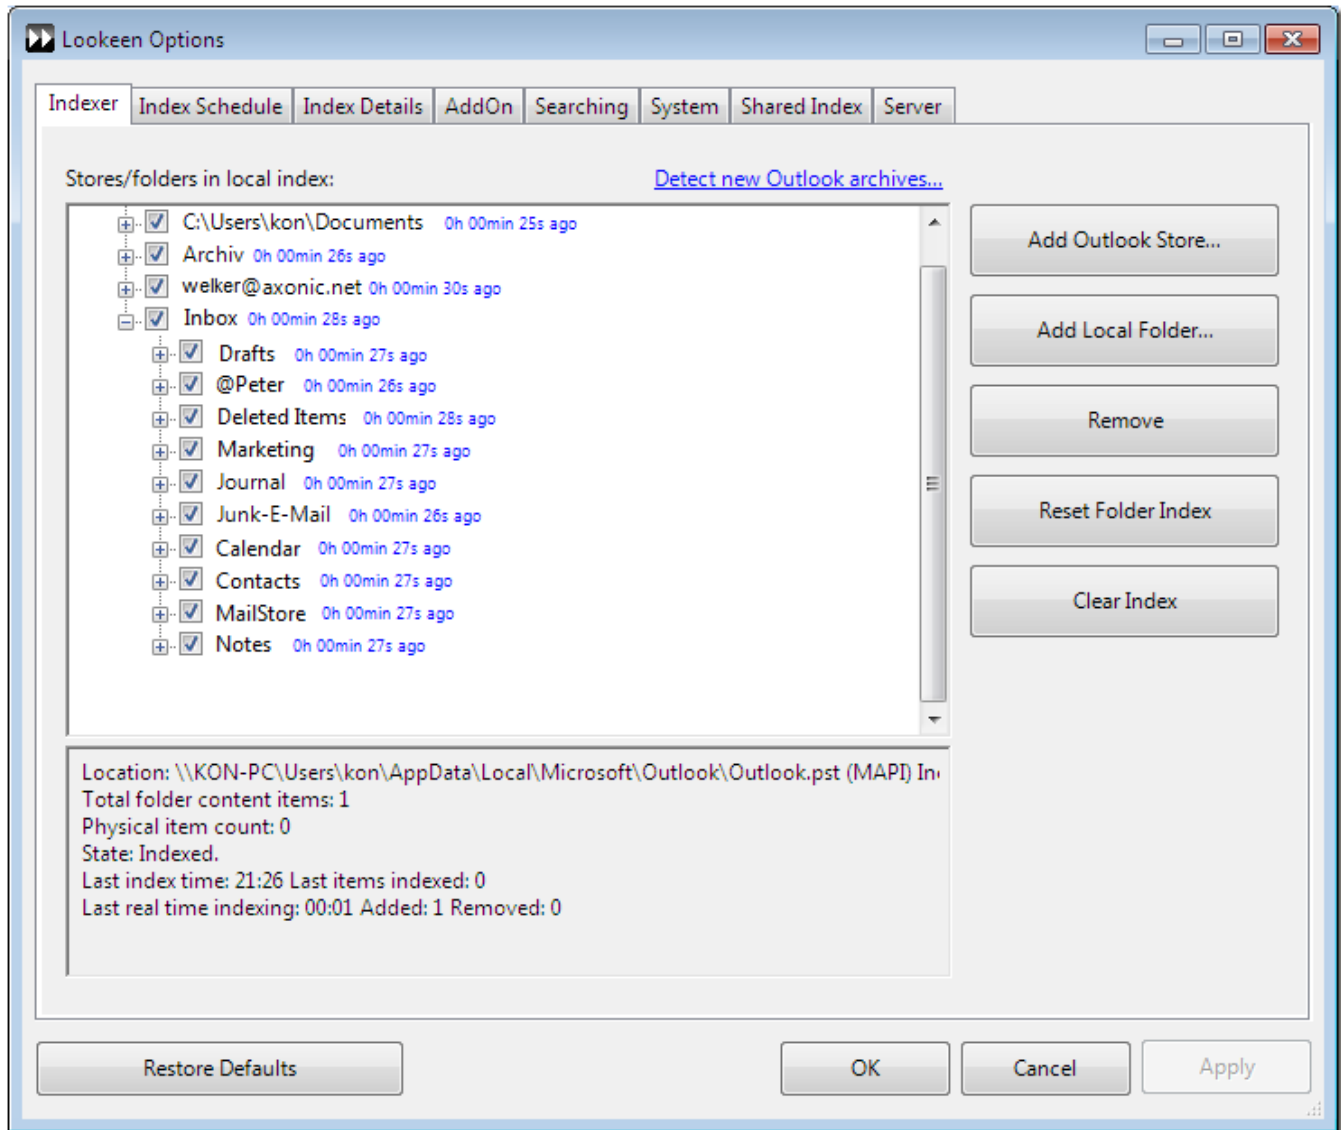 Lookeen Options
Indexer Index Schedule Index Details AddOn Searching System Shared Index Server
Stores/folders in local index: Detect new Outlook archives...
C:\Users\kon\Documents 0h 00min 25s ago
Archiv 0h 00min 26s ago
welker@axonic.net 0h 00min 30s ago
Inbox 0h 00min 28s ago
Drafts 0h 00min 27s ago
@Peter 0h 00min 26s ago
Deleted Items 0h 00min 28s ago
Marketing 0h 00min 27s ago
Journal 0h 00min 27s ago
Junk-E-Mail 0h 00min 26s ago
Calendar 0h 00min 27s ago
Contacts 0h 00min 27s ago
MailStore 0h 00min 27s ago
Notes 0h 00min 27s ago
Add Outlook Store...
Add Local Folder...
Remove
Reset Folder Index
Clear Index
Location: \\KON-PC\Users\kon\AppData\Local\Microsoft\Outlook\Outlook.pst (MAPI)
Total folder content items: 1
Physical item count: 0
State: Indexed.
Last index time: 21:26 Last items indexed: 0
Last real time indexing: 00:01 Added: 1 Removed: 0
Restore Defaults OK Cancel Apply